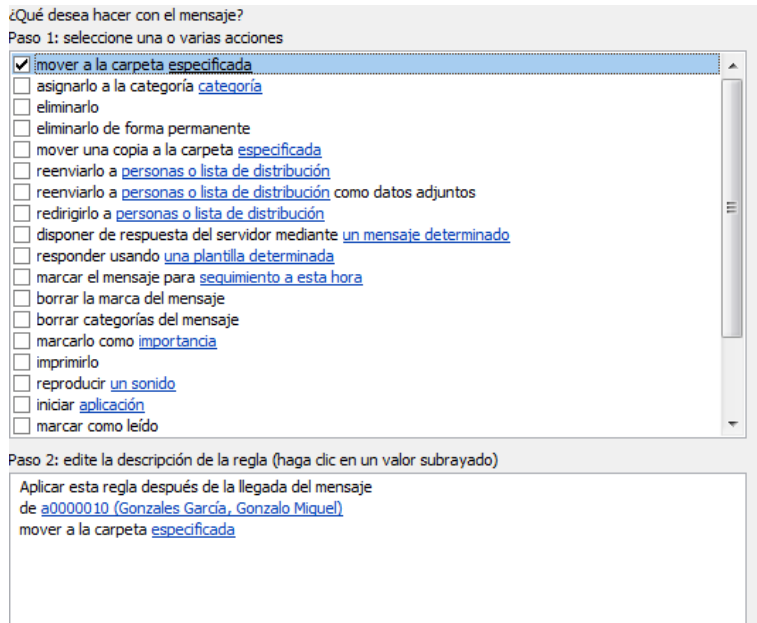 ¿Qué desea hacer con el mensaje?
Paso 1: seleccione una o varias acciones
mover a la carpeta especificada
asignarlo a la categoría categoría
eliminarlo
eliminarlo de forma permanente
mover una copia a la carpeta especificada
reenviarlo a personas o lista de distribución
reenviarlo a personas o lista de distribución como datos adjuntos
redirigirlo a personas o lista de distribución
disponer de respuesta del servidor mediante un mensaje determinado
responder usando una plantilla determinada
marcar el mensaje para seguimiento a esta hora
borrar la marca del mensaje
borrar categorías del mensaje
marcarlo como importancia
imprimirlo
reproducir un sonido
iniciar aplicación
marcar como leído
Paso 2: edite la descripción de la regla (haga clic en un valor subrayado)
Aplicar esta regla después de la llegada del mensaje
de a0000010 (Gonzales García, Gonzalo Miguel)
mover a la carpeta especificada